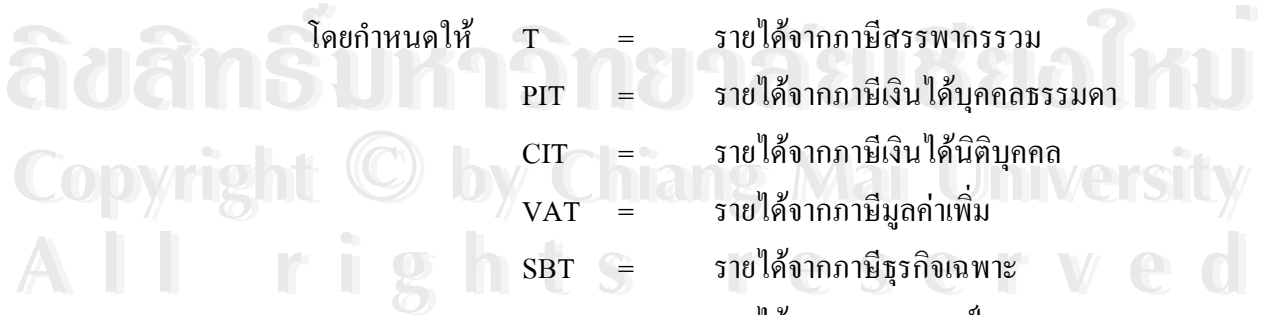 โดยกำหนดให้ T = รายได้จากภาษีสรรพากรรวม
PIT = รายได้จากภาษีเงินได้บุคคลธรรมดา
CIT = รายได้จากภาษีเงินได้นิติบุคคล
VAT = รายได้จากภาษีมูลค่าเพิ่ม
SBT = รายได้จากภาษีธุรกิจเฉพาะ
ลิขสิทธิ์มหาวิทยาลัยเชียงใหม่
Copyright © by Chiang Mai University
All rights reserved